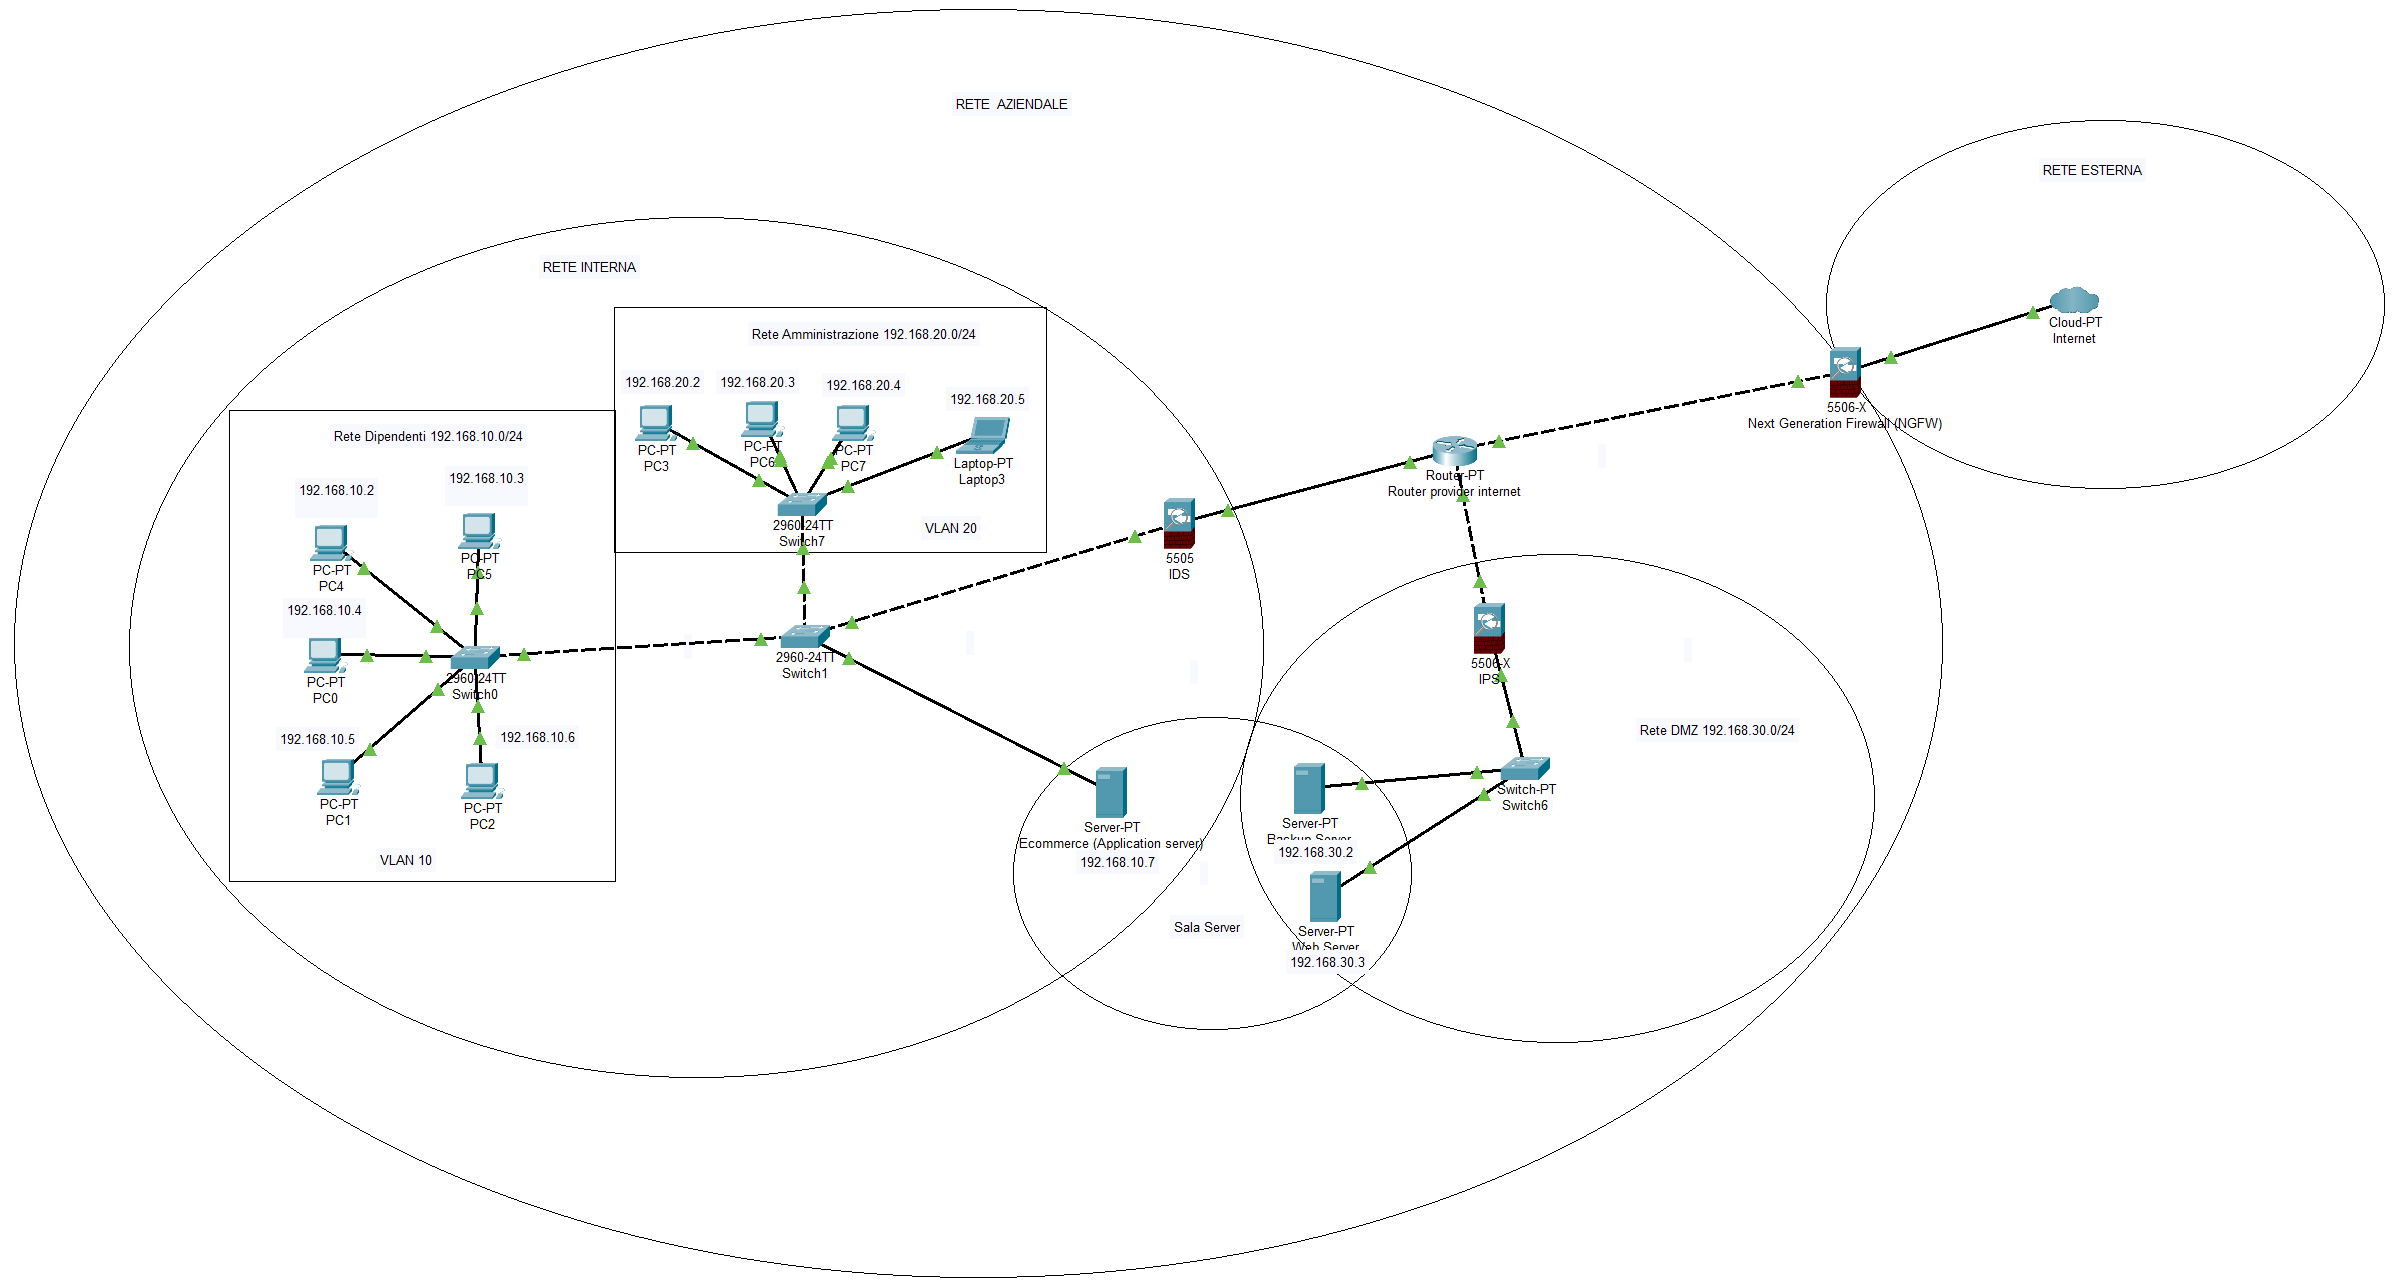 RETE  AZIENDALE
RETE ESTERNA
RETE INTERNA
Cloud-PT
Internet
Rete Amministrazione 192.168.20.0/24
192.168.20.2
192.168.20.3
192.168.20.4
192.168.20.5
PC-PT
PC3
PC-PT
PC6
PC-PT
PC7
Laptop-PT
Laptop3
2960-24TT
Switch7
VLAN 20
5506-X
Next Generation Firewall (NGFW)
Router-PT
Router provider internet
5505
IDS
Rete Dipendenti 192.168.10.0/24
192.168.10.2
192.168.10.3
PC-PT
PC4
PC-PT
PC5
192.168.10.4
PC-PT
PC0
2960-24TT
Switch0
192.168.10.5
192.168.10.6
PC-PT
PC1
PC-PT
PC2
VLAN 10
2960-24TT
Switch1
5506-X
IPS
Rete DMZ 192.168.30.0/24
Switch-PT
Switch6
Server-PT
Ecommerce (Application server)
192.168.10.7
Server-PT
Backup Server
192.168.30.2
Sala Server
Server-PT
Web Server
192.168.30.3